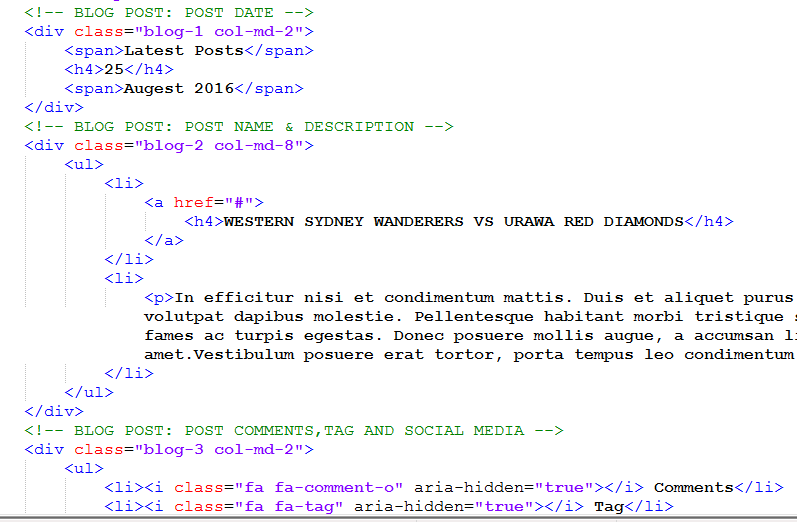 <!-- BLOG POST: POST DATE -->
<div class="blog-1 col-md-2">
<span>Latest Posts</span>
<h4>25</h4>
<span>Augest 2016</span>
</div>
<!-- BLOG POST: POST NAME & DESCRIPTION -->
<div class="blog-2 col-md-8">
<ul>
<li>
<a href="#">
<h4>WESTERN SYDNEY WANDERERS VS URAWA RED DIAMONDS</h4>
</a>
</li>
<li>
<p>In efficitur nisi et condimentum mattis. Duis et aliquet purus
volutpat dapibus molestie. Pellentesque habitant morbi tristique s
fames ac turpis egestas. Donec posuere mollis augue, a accumsan li
amet.Vestibulum posuere erat tortor, porta tempus leo condimentum
</li>
</ul>
</div>
<!-- BLOG POST: POST COMMENTS,TAG AND SOCIAL MEDIA -->
<div class="blog-3 col-md-2">
<ul>
<li><i class="fa fa-comment-o" aria-hidden="true"></i> Comments</li>
<li><i class="fa fa-tag" aria-hidden="true"></i> Tag</li>